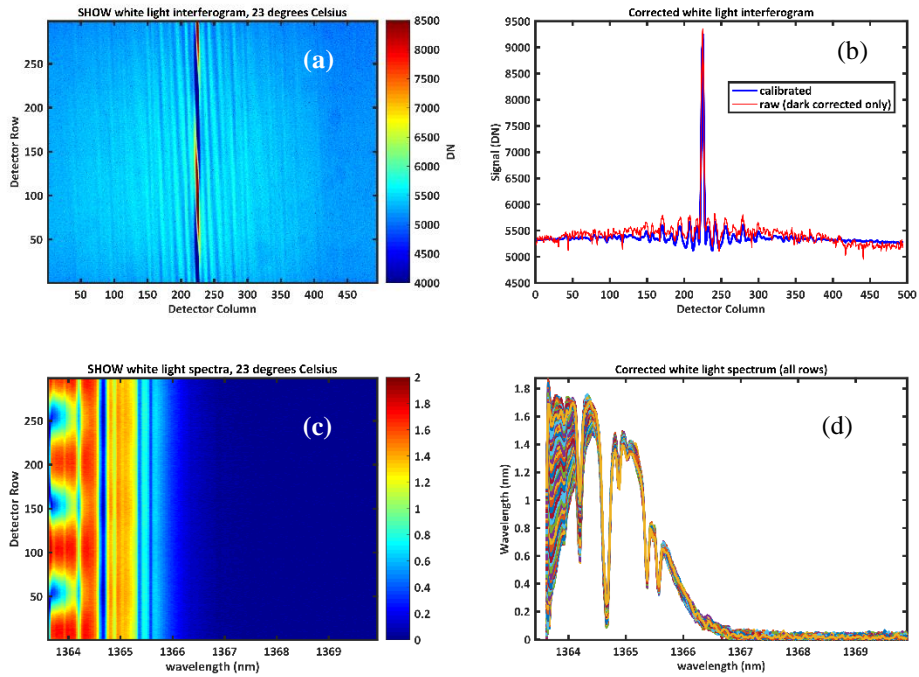 SHOW white light interferogram, 23 degrees Celsius
(a)
250
200
150
100
50
Detector Row
50 100 150 200 250 300 350 400 450
Detector Column
8500
8000
7500
7000
6500
6000
5500
5000
4500
4000
DN
Corrected white light interferogram
(b)
calibrated
raw (dark corrected only)
9500
9000
8500
8000
7500
7000
6500
6000
5500
5000
4500
Signal (DN)
0 50 100 150 200 250 300 350 400 450 500
Detector Column
SHOW white light spectra, 23 degrees Celsius
(c)
250
200
150
100
50
Detector Row
1364 1365 1366 1367 1368 1369
wavelength (nm)
2
1.8
1.6
1.4
1.2
1
0.8
0.6
0.4
0.2
0
Corrected white light spectrum (all rows)
(d)
1.8
1.6
1.4
1.2
1
0.8
0.6
0.4
0.2
0
Wavelength (nm)
1364 1365 1366 1367 1368 1369
wavelength (nm)